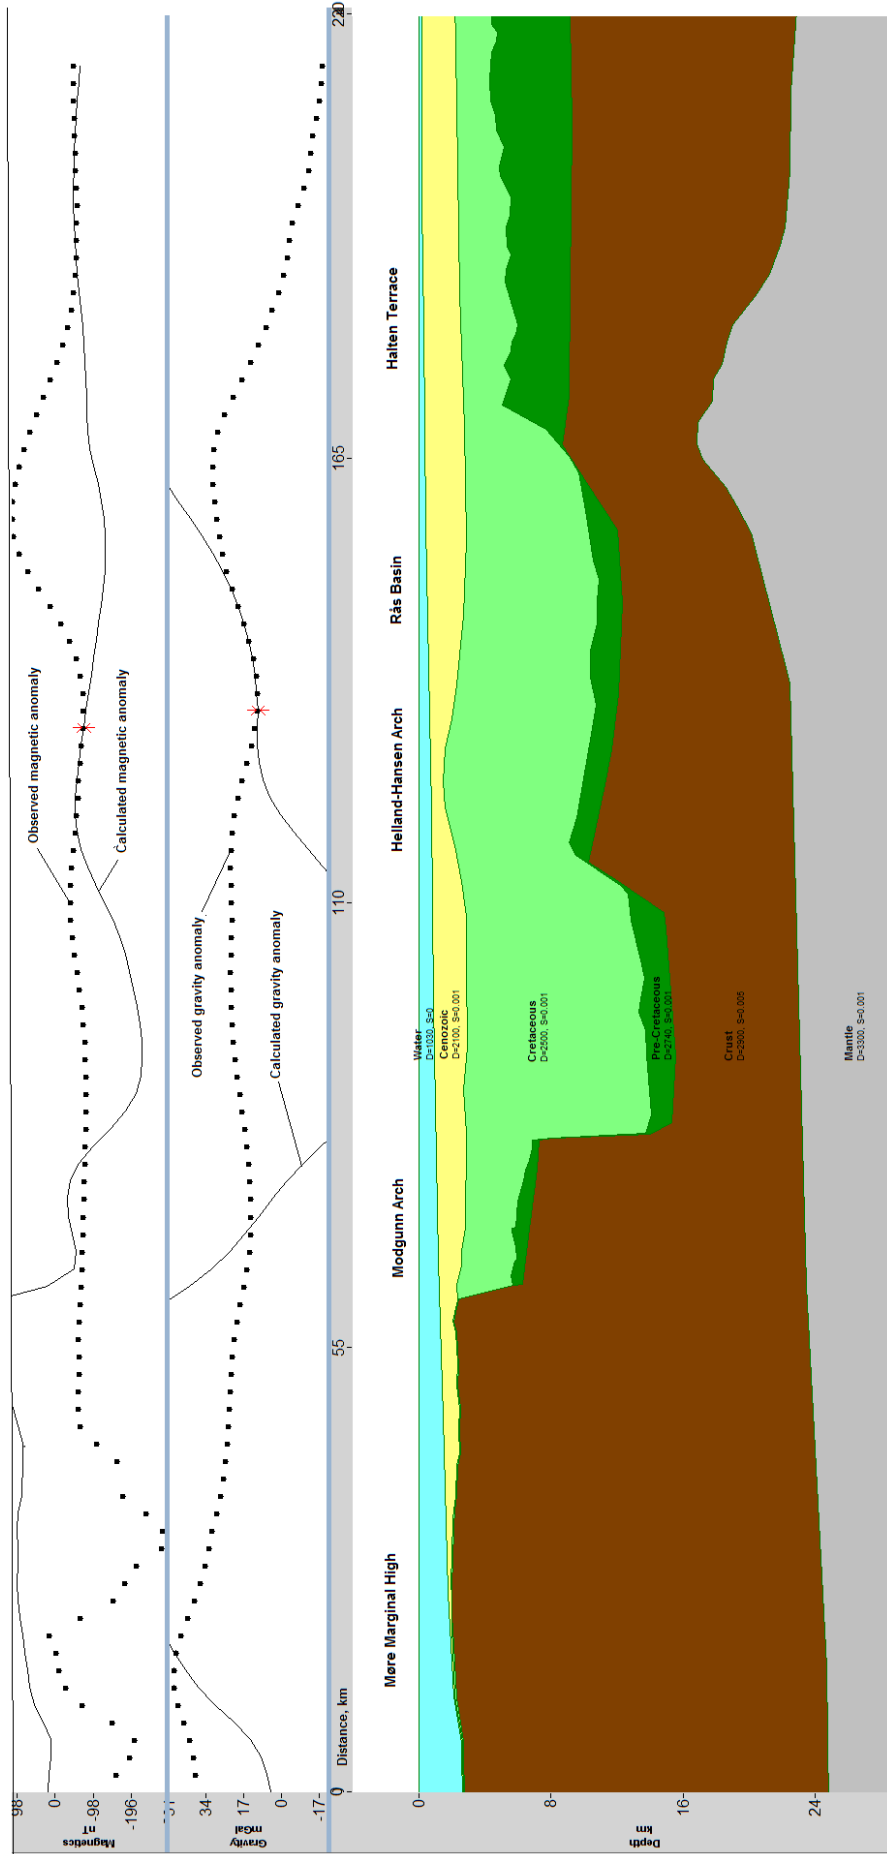 98
0
-98
-196
Magnetics
nT
Observed magnetic anomaly
Calculated magnetic anomaly
34
17
0
-17
Gravity
mGal
Observed gravity anomaly
Calculated gravity anomaly
0
55
110
165
220
Distance, km
Møre Marginal High
Modgunn Arch
Helland-Hansen Arch
Rås Basin
Halten Terrace
0
8
16
24
Depth
km
Water
D=1030, S=0
Cenozoic
D=2100, S=0.001
Cretaceous
D=2500, S=0.001
Pre-Cretaceous
D=2740, S=0.001
Crust
D=2900, S=0.005
Mantle
D=3300, S=0.001